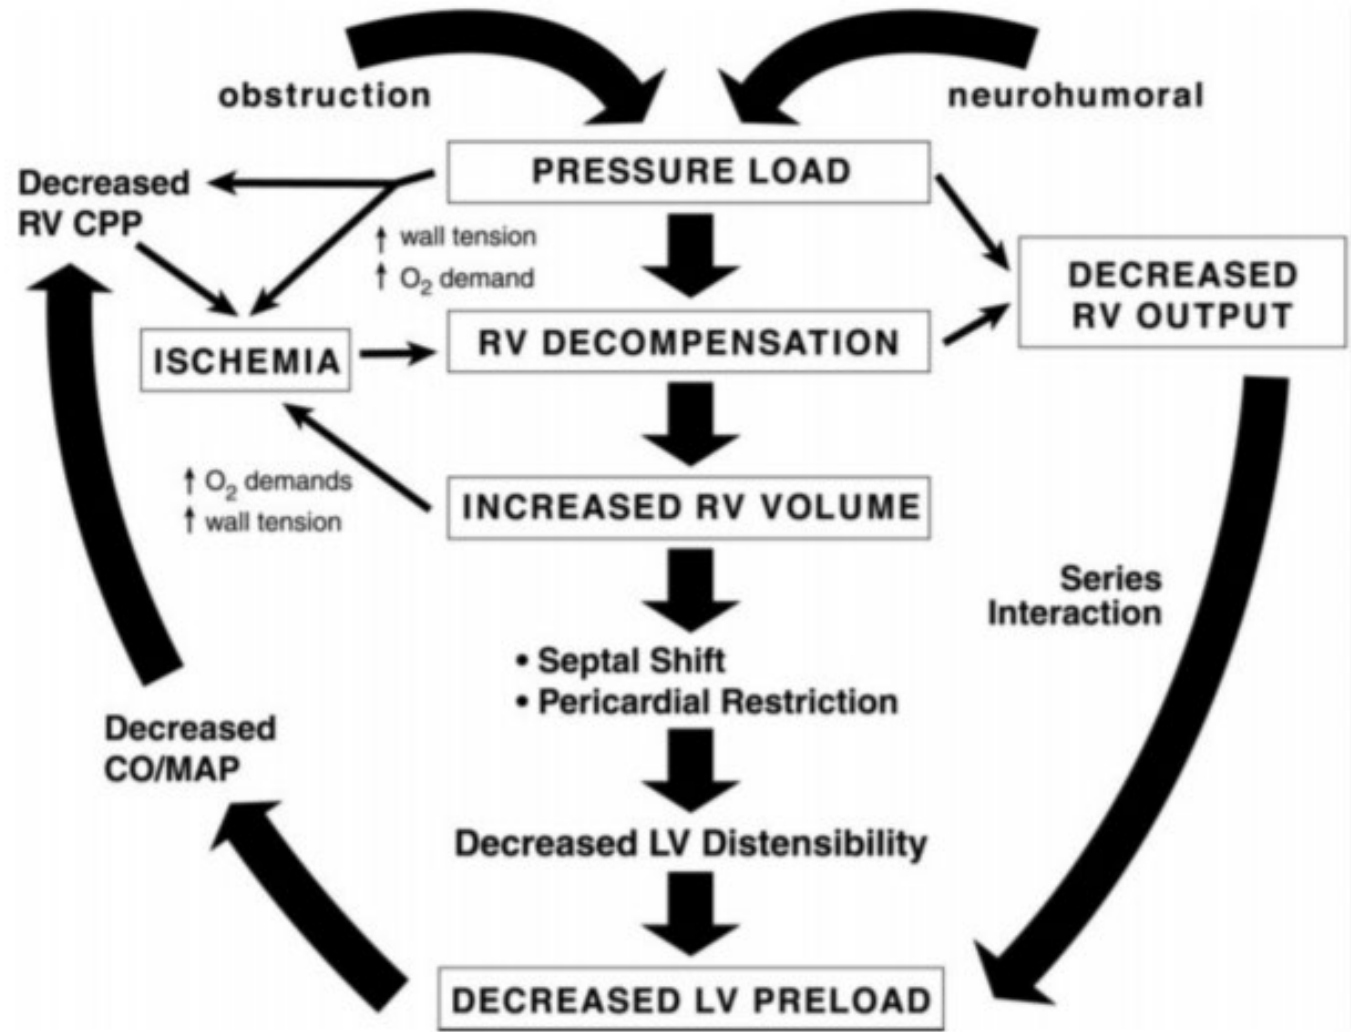 obstruction
neurohumoral
PRESSURE LOAD
Decreased
RV CPP
↑ wall tension
↑ O₂ demand
DECREASED
RV OUTPUT
RV DECOMPENSATION
ISCHEMIA
↑ O₂ demands
↑ wall tension
INCREASED RV VOLUME
Series
Interaction
• Septal Shift
• Pericardial Restriction
Decreased
CO/MAP
Decreased LV Distensibility
DECREASED LV PRELOAD